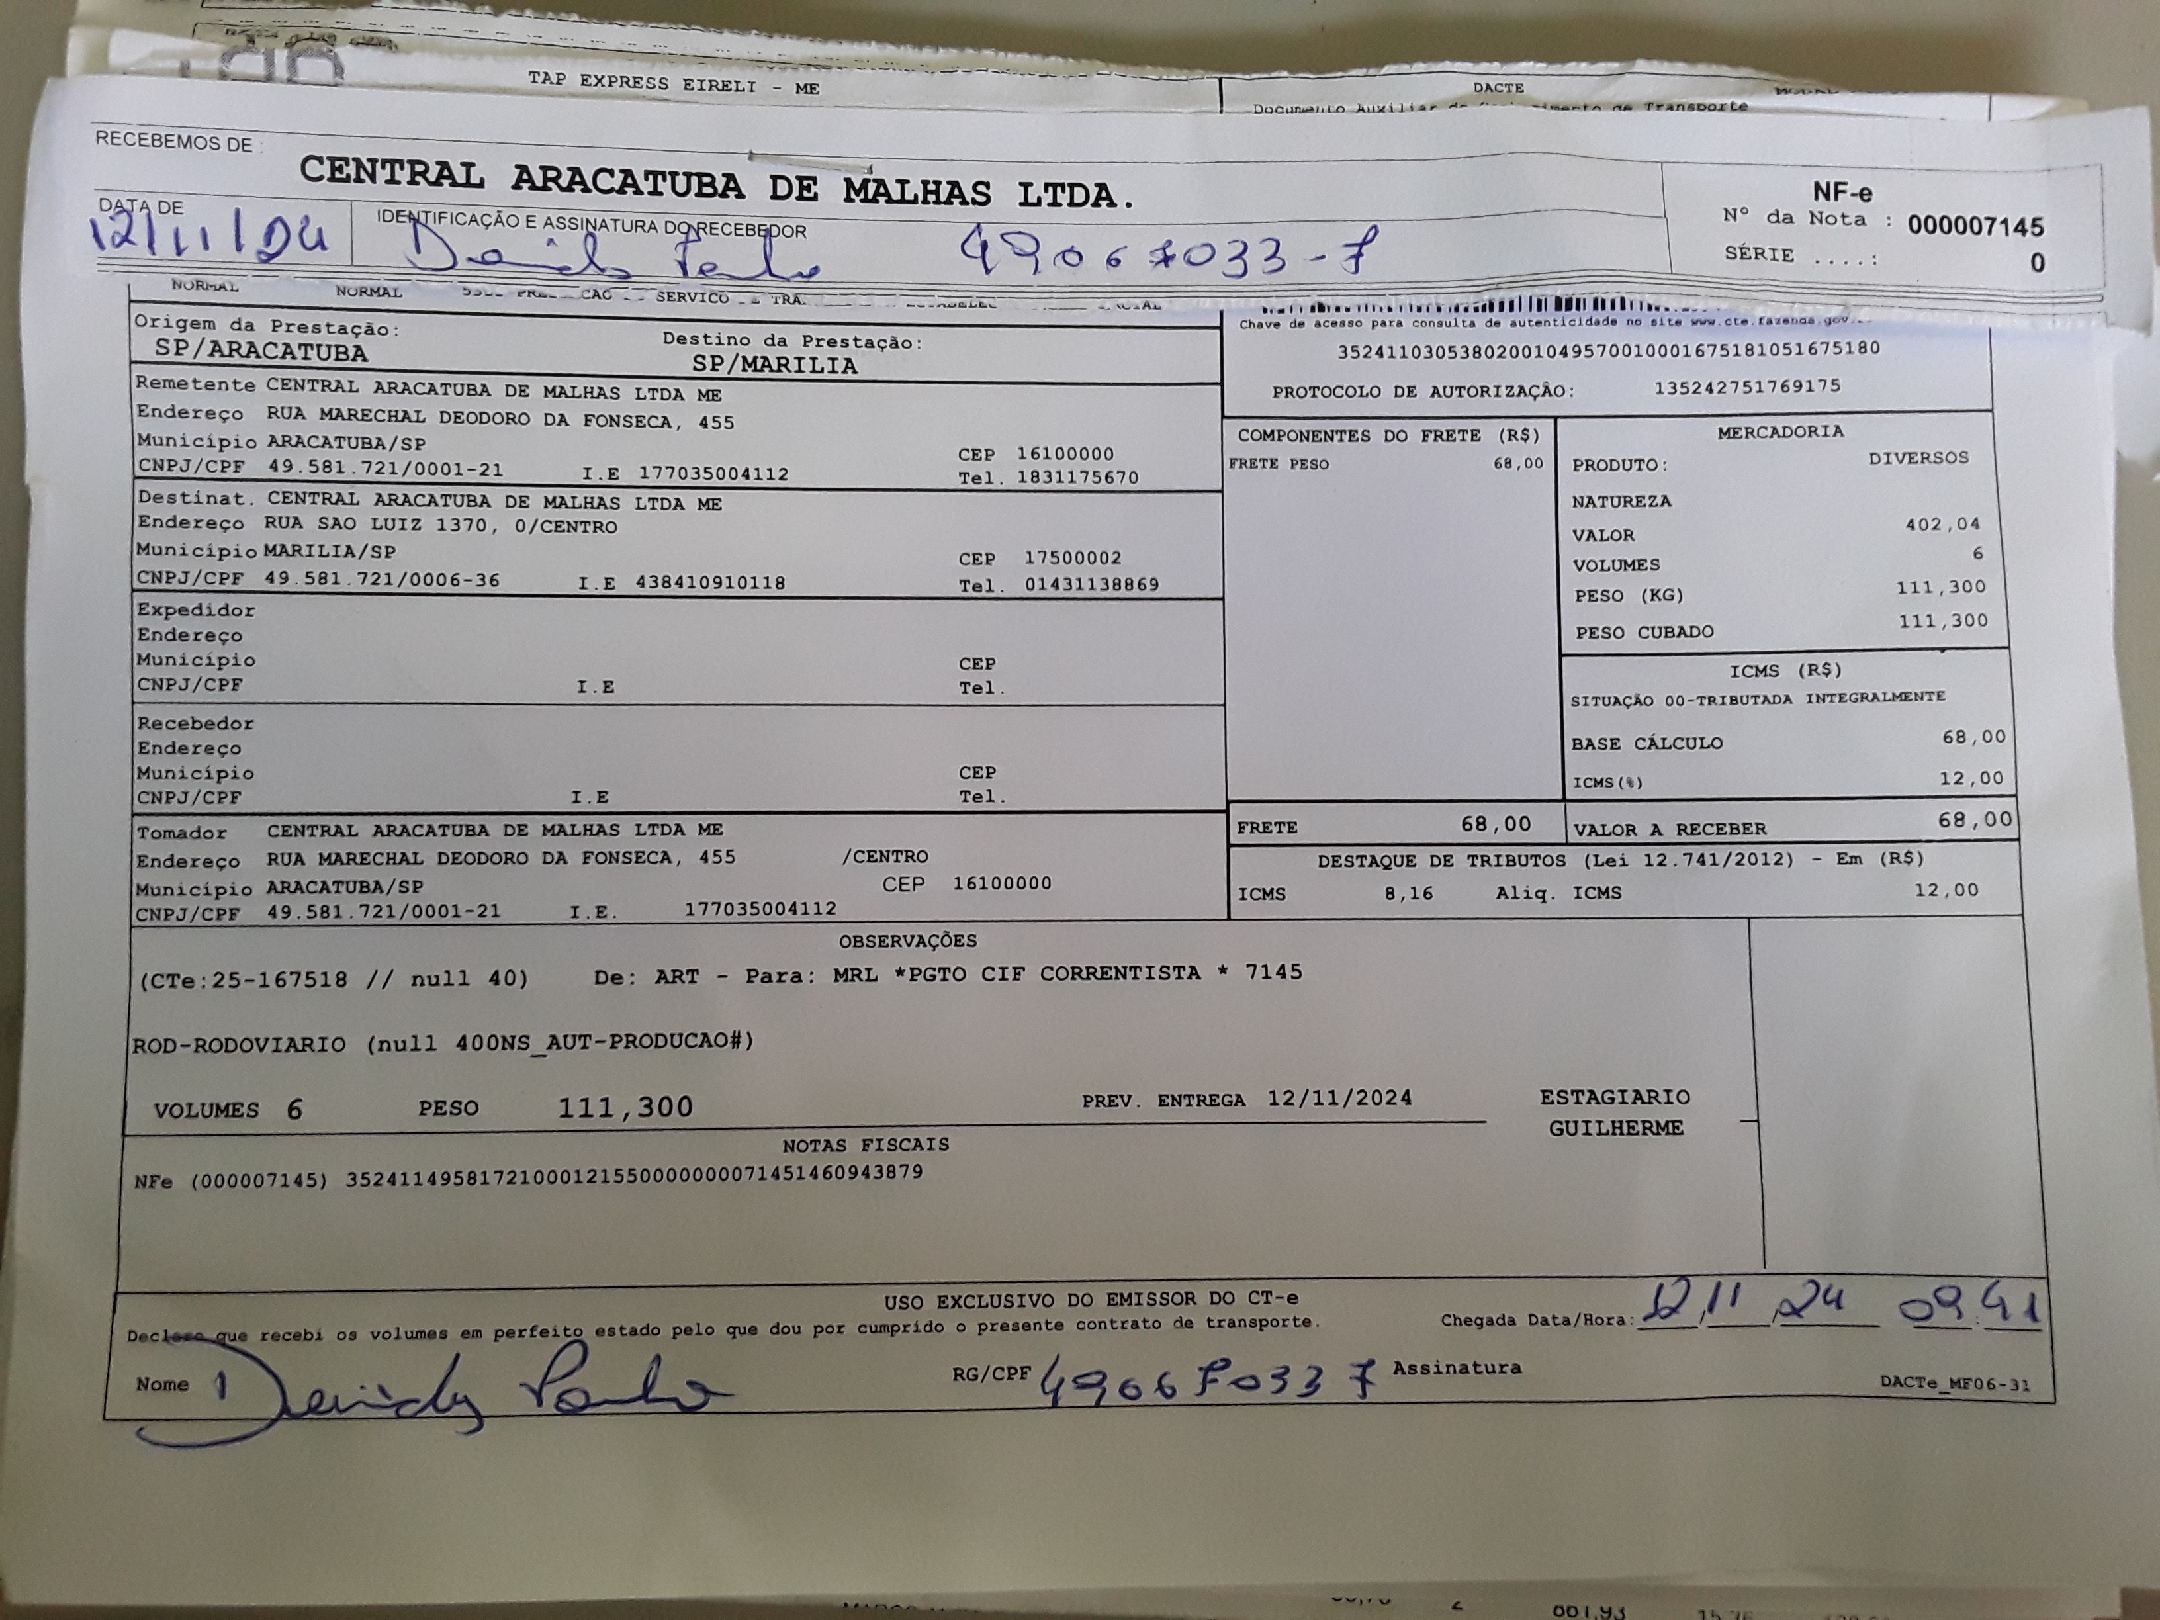 TAP EXPRESS EIRELI - ME
DACTE
RECEBEMOS DE :
CENTRAL ARACATUBA DE MALHAS LTDA.
NF-e
Nº da Nota : 000007145
SÉRIE ....: 0
DATA DE
12/11/24
IDENTIFICAÇÃO E ASSINATURA DO RECEBEDOR
49067033-7
NORMAL NORMAL SERVICO
Origem da Prestação:
SP/ARACATUBA
Destino da Prestação:
SP/MARILIA
Chave de acesso para consulta de autenticidade no site www.cte.fazenda.gov.
35241103053802001049570010001675181051675180
PROTOCOLO DE AUTORIZAÇÃO: 135242751769175
Remetente CENTRAL ARACATUBA DE MALHAS LTDA ME
Endereço RUA MARECHAL DEODORO DA FONSECA, 455
Município ARACATUBA/SP CEP 16100000
CNPJ/CPF 49.581.721/0001-21 I.E 177035004112 Tel. 1831175670
Destinat. CENTRAL ARACATUBA DE MALHAS LTDA ME
Endereço RUA SAO LUIZ 1370, 0/CENTRO
Município MARILIA/SP CEP 17500002
CNPJ/CPF 49.581.721/0006-36 I.E 438410910118 Tel. 01431138869
Expedidor
Endereço
Município CEP
CNPJ/CPF I.E Tel.
Recebedor
Endereço
Município CEP
CNPJ/CPF I.E Tel.
Tomador CENTRAL ARACATUBA DE MALHAS LTDA ME
Endereço RUA MARECHAL DEODORO DA FONSECA, 455 /CENTRO
Município ARACATUBA/SP CEP 16100000
CNPJ/CPF 49.581.721/0001-21 I.E. 177035004112
COMPONENTES DO FRETE (R$)
FRETE PESO 68,00
MERCADORIA
PRODUTO: DIVERSOS
NATUREZA
VALOR 402,04
VOLUMES 6
PESO (KG) 111,300
PESO CUBADO 111,300
ICMS (R$)
SITUAÇÃO 00-TRIBUTADA INTEGRALMENTE
BASE CÁLCULO 68,00
ICMS(%) 12,00
FRETE 68,00 VALOR A RECEBER 68,00
DESTAQUE DE TRIBUTOS (Lei 12.741/2012) - Em (R$)
ICMS 8,16 Aliq. ICMS 12,00
OBSERVAÇÕES
(CTe:25-167518 // null 40) De: ART - Para: MRL *PGTO CIF CORRENTISTA * 7145
ROD-RODOVIARIO (null 400NS_AUT-PRODUCAO#)
VOLUMES 6 PESO 111,300 PREV. ENTREGA 12/11/2024 ESTAGIARIO
GUILHERME
NOTAS FISCAIS
NFe (000007145) 35241149581721000121550000000071451460943879
USO EXCLUSIVO DO EMISSOR DO CT-e
Declaro que recebi os volumes em perfeito estado pelo que dou por cumprido o presente contrato de transporte.
Chegada Data/Hora: 12/11/24 09:41
Nome
RG/CPF 490670337 Assinatura
DACTe_MF06-31
661,93